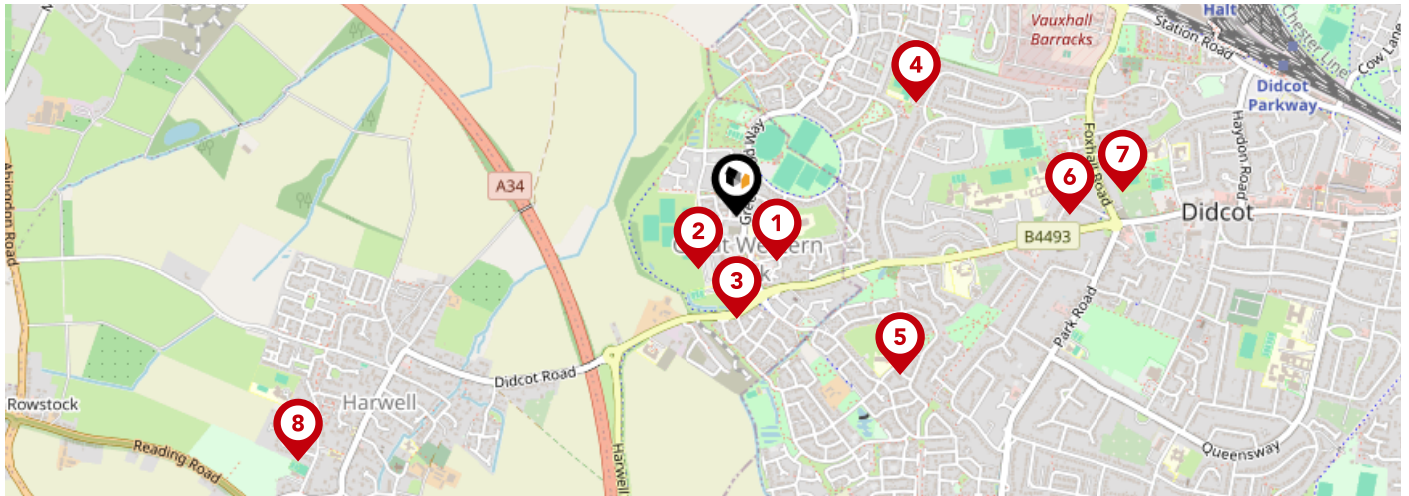 Halt
Vauxhall
Barracks
Station Road
Chester Line
Cow Lane
4
Didcot
Parkway
A34
Abingdon Road
Foxhall Road
Haydon Road
7
6
Didcot
B4493
1
2
3
Park Road
5
Didcot Road
Rowstock
Harwell
8
Reading Road
Queensway
Harwell